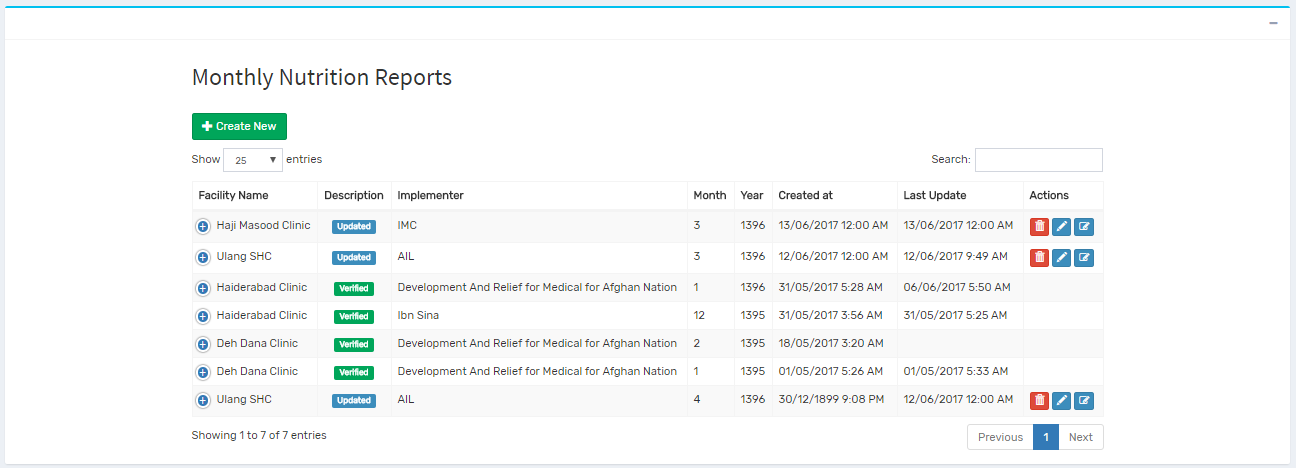 Monthly Nutrition Reports
Create New
Show 25 entries Search:
Facility Name Description Implementer Month Year Created at Last Update Actions
Haji Masood Clinic Updated IMC 3 1396 13/06/2017 12:00 AM 13/06/2017 12:00 AM
Ulang SHC Updated AIL 3 1396 12/06/2017 12:00 AM 12/06/2017 9:49 AM
Haiderabad Clinic Verified Development And Relief for Medical for Afghan Nation 1 1396 31/05/2017 5:28 AM 06/06/2017 5:50 AM
Haiderabad Clinic Verified Ibn Sina 12 1395 31/05/2017 3:56 AM 31/05/2017 5:25 AM
Deh Dana Clinic Verified Development And Relief for Medical for Afghan Nation 2 1395 18/05/2017 3:20 AM
Deh Dana Clinic Verified Development And Relief for Medical for Afghan Nation 1 1395 01/05/2017 5:26 AM 01/05/2017 5:33 AM
Ulang SHC Updated AIL 4 1396 30/12/1899 9:08 PM 12/06/2017 12:00 AM
Showing 1 to 7 of 7 entries Previous 1 Next